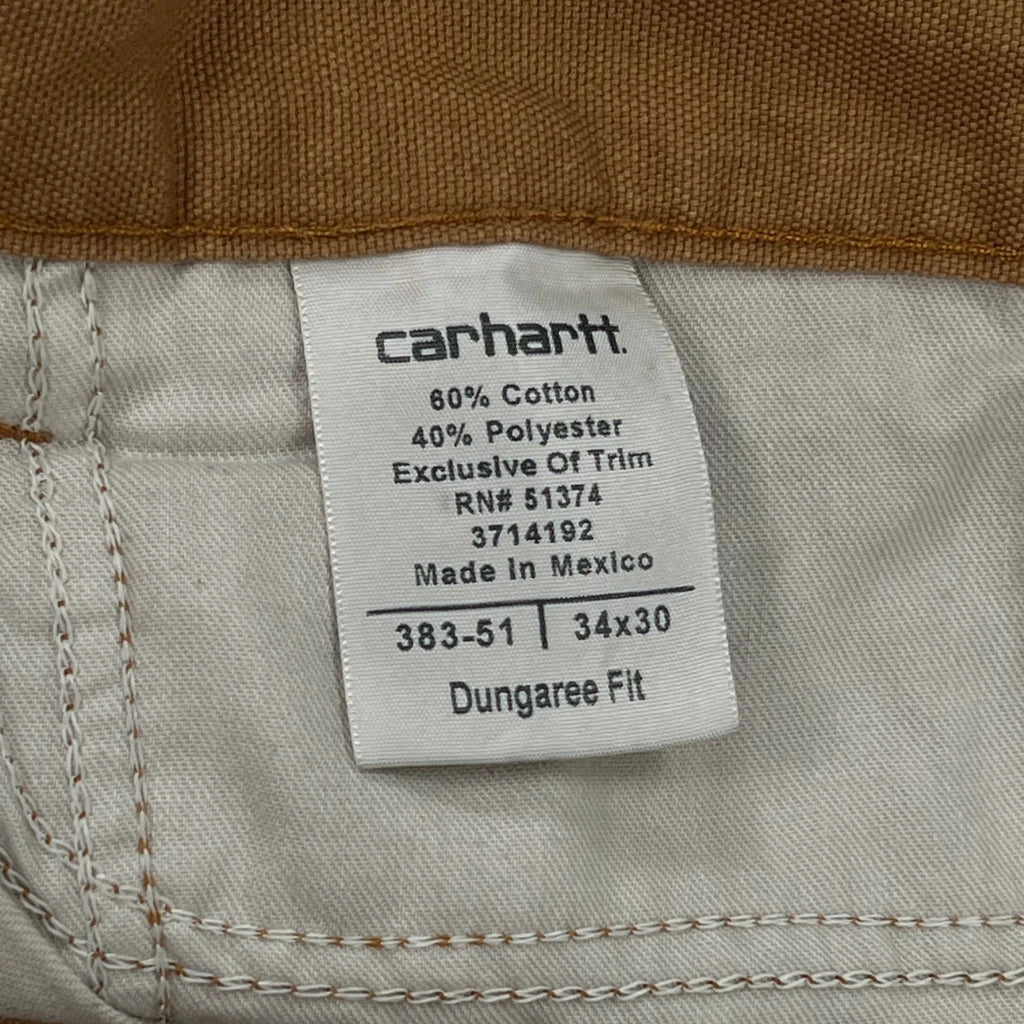 carhartt.
60% Cotton
40% Polyester
Exclusive Of Trim
RN# 51374
3714192
Made In Mexico
383-51 | 34x30
Dungaree Fit